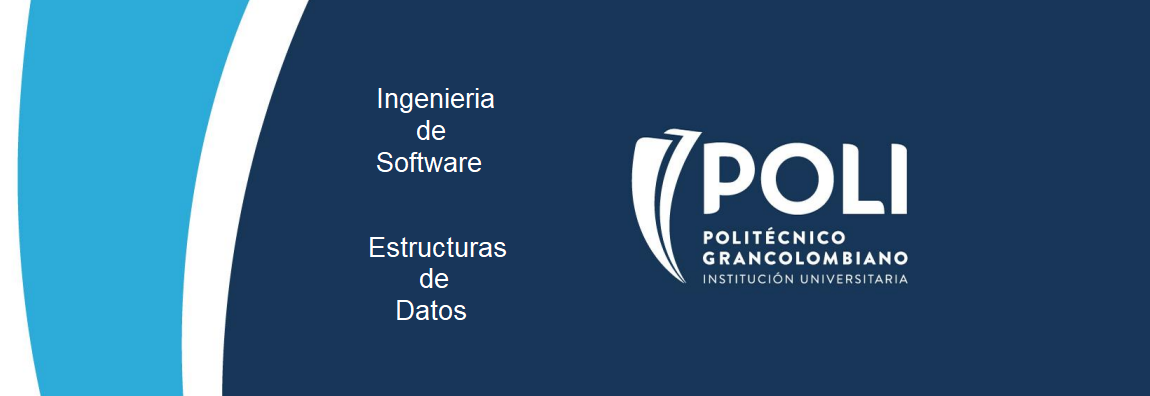 Ingenieria
de
Software
Estructuras
de
Datos
POLI
POLITÉCNICO
GRANCOLOMBIANO
INSTITUCIÓN UNIVERSITARIA